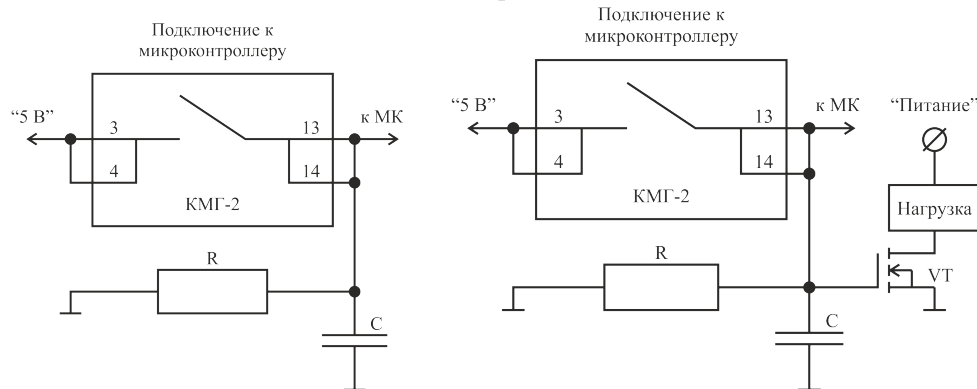 Подключение к
микроконтроллеру
“5 В”
3
13
к МК
4
14
КМГ-2
R
C
Подключение к
микроконтроллеру
“5 В”
3
13
к МК
“Питание”
4
14
КМГ-2
Нагрузка
R
VT
C